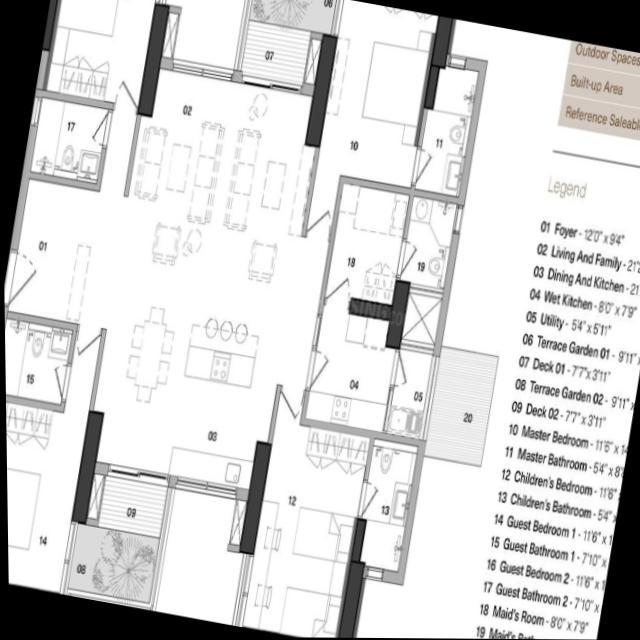 Outdoor Spaces
Built-up Area
Reference Saleabl
Legend
01 Foyer - 12'0" x 9'4"
02 Living And Family - 21'2
03 Dining And Kitchen - 21
04 Wet Kitchen - 8'0" x 7'9"
05 Utility - 5'4" x 5'11"
06 Terrace Garden 01 - 9'11"
07 Deck 01 - 7'7"x 3'11"
08 Terrace Garden 02 - 9'11" x
09 Deck 02 - 7'7" x 3'11"
10 Master Bedroom - 11'6" x 1
11 Master Bathroom - 5'4" x 8'
12 Children's Bedroom - 11'6"
13 Children's Bathroom - 5'4"
14 Guest Bedroom 1 - 11'6" x 1
15 Guest Bathroom 1 - 7'10" x
16 Guest Bedroom 2 - 11'6" x 1
17 Guest Bathroom 2 - 7'10" x
18 Maid's Room - 8'0" x 7'9"
19 Maid's
06
07
02
17
10
11
01
18
19
15
04
05
20
03
09
12
13
14
08